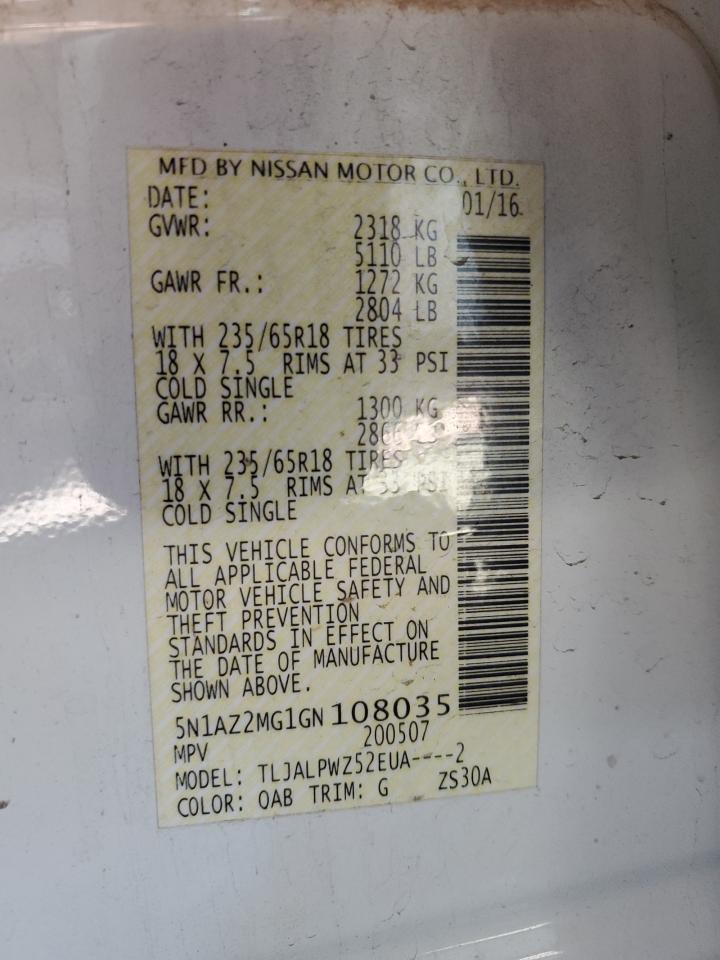 MFD BY NISSAN MOTOR CO., LTD.
DATE: 01/16
GVWR: 2318 KG
5110 LB
GAWR FR.: 1272 KG
2804 LB
WITH 235/65R18 TIRES
18 X 7.5 RIMS AT 33 PSI
COLD SINGLE
GAWR RR.: 1300 KG
WITH 235/65R18 TIRES
18 X 7.5 RIMS AT 33 PSI
COLD SINGLE
THIS VEHICLE CONFORMS TO
ALL APPLICABLE FEDERAL
MOTOR VEHICLE SAFETY AND
THEFT PREVENTION
STANDARDS IN EFFECT ON
THE DATE OF MANUFACTURE
SHOWN ABOVE.
5N1AZ2MG1GN108035
MPV 200507
MODEL: TLJALPWZ52EUA----2
COLOR: QAB TRIM: G ZS30A